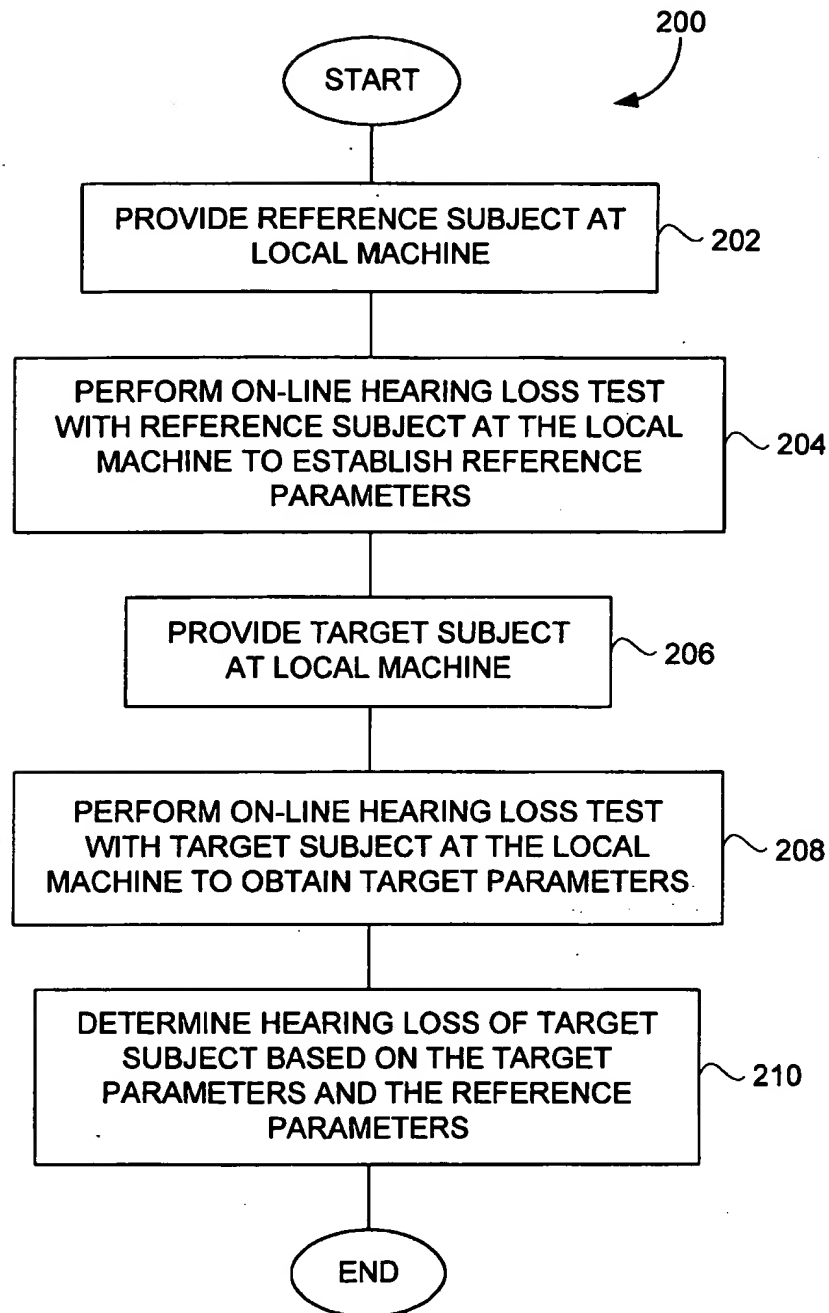 200
START
PROVIDE REFERENCE SUBJECT AT
LOCAL MACHINE
202
PERFORM ON-LINE HEARING LOSS TEST
WITH REFERENCE SUBJECT AT THE LOCAL
MACHINE TO ESTABLISH REFERENCE
PARAMETERS
204
PROVIDE TARGET SUBJECT
AT LOCAL MACHINE
206
PERFORM ON-LINE HEARING LOSS TEST
WITH TARGET SUBJECT AT THE LOCAL
MACHINE TO OBTAIN TARGET PARAMETERS
208
DETERMINE HEARING LOSS OF TARGET
SUBJECT BASED ON THE TARGET
PARAMETERS AND THE REFERENCE
PARAMETERS
210
END